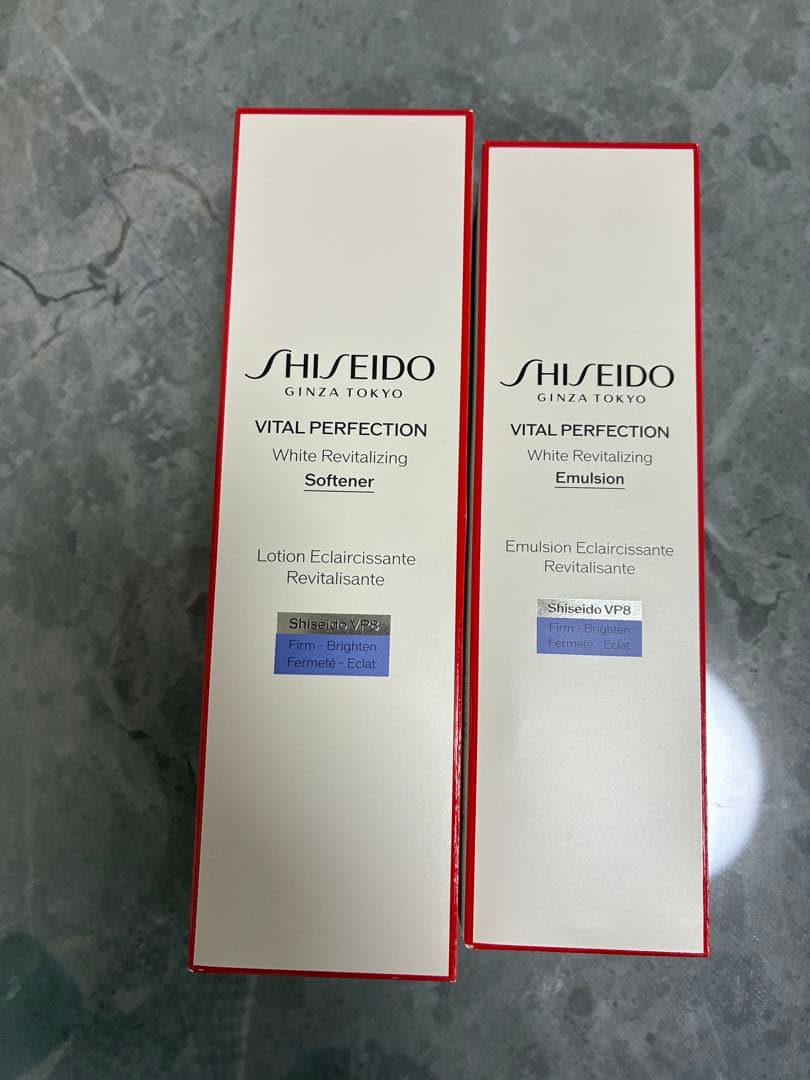 SHISEIDO
GINZA TOKYO
VITAL PERFECTION
White Revitalizing
Softener
Lotion Eclaircissante
Revitalisante
Shiseido VP8
Firm - Brighten
Fermeté - Eclat
SHISEIDO
GINZA TOKYO
VITAL PERFECTION
White Revitalizing
Emulsion
Emulsion Eclaircissante
Revitalisante
Shiseido VP8
Firm - Brighten
Fermeté - Eclat